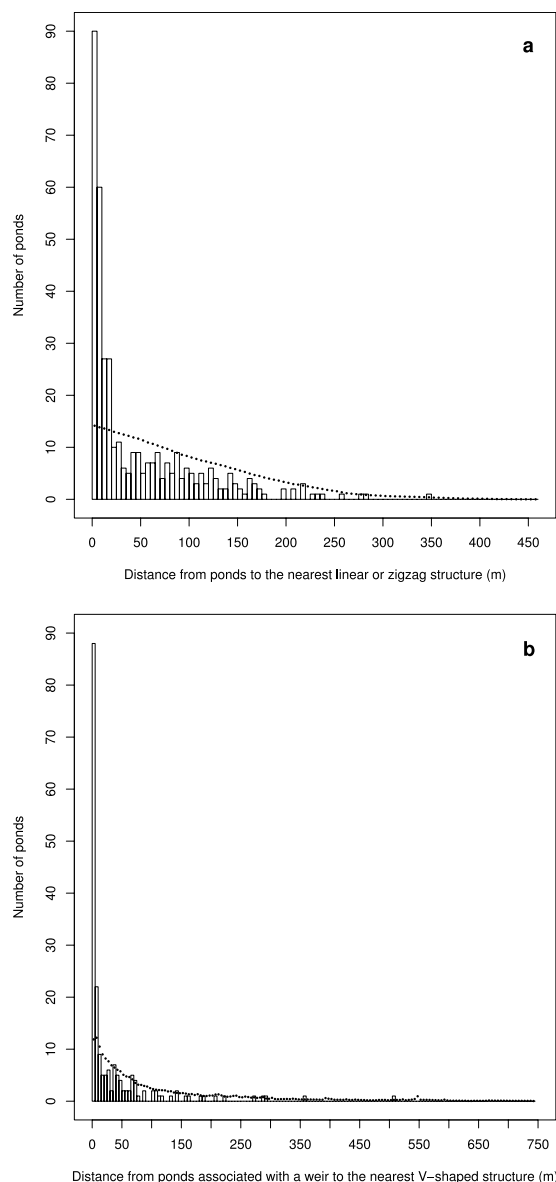 a
90
80
70
60
50
40
30
20
10
0
Number of ponds
0 50 100 150 200 250 300 350 400 450
Distance from ponds to the nearest linear or zigzag structure (m)
b
90
80
70
60
50
40
30
20
10
0
Number of ponds
0 50 150 250 350 450 550 650 750
Distance from ponds associated with a weir to the nearest V−shaped structure (m)